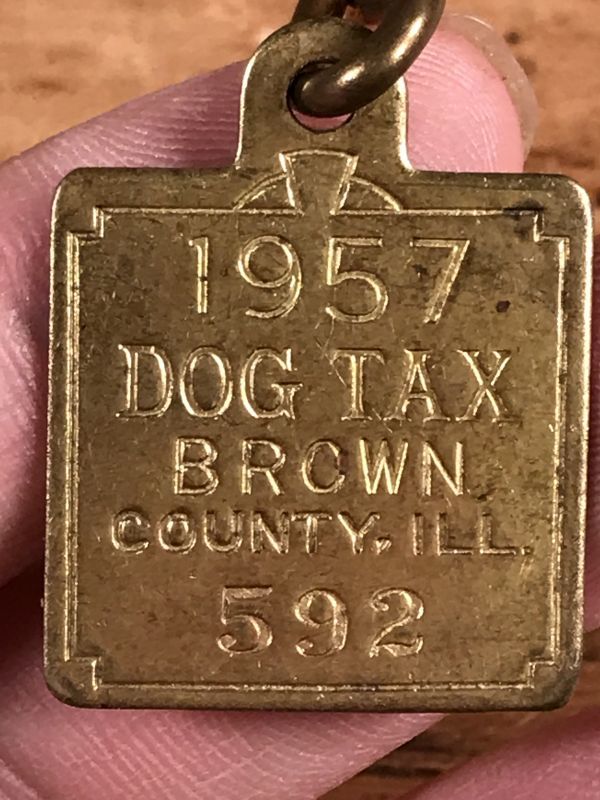 1957
DOG TAX
BROWN
COUNTY, ILL.
592